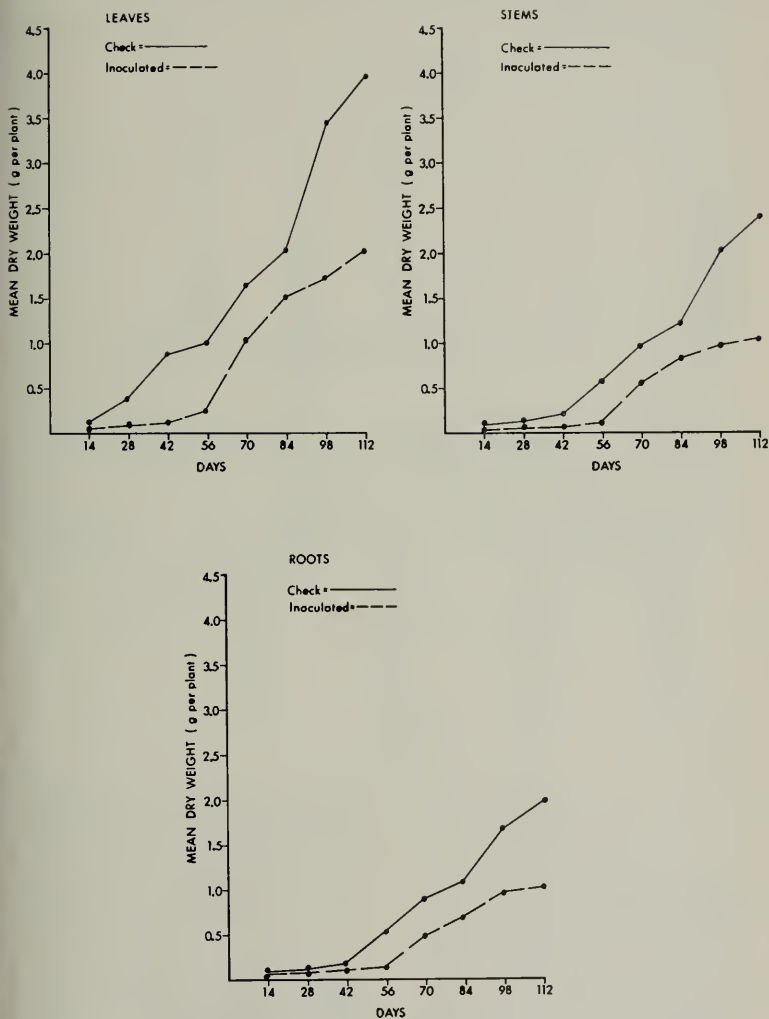 LEAVES
Check=
Inoculated=
4.5
4.0
3.5
3.0
2.5
2.0
1.5
1.0
0.5
MEAN DRY WEIGHT ( g per plant)
14 28 42 56 70 84 98 112
DAYS
STEMS
Check=
Inoculated=
4.5
4.0
3.5
3.0
2.5
2.0
1.5
1.0
0.5
MEAN DRY WEIGHT ( g per plant)
14 28 42 56 70 84 98 112
DAYS
ROOTS
Check=
Inoculated=
4.5
4.0
3.5
3.0
2.5
2.0
1.5
1.0
0.5
MEAN DRY WEIGHT ( g per plant)
14 28 42 56 70 84 98 112
DAYS